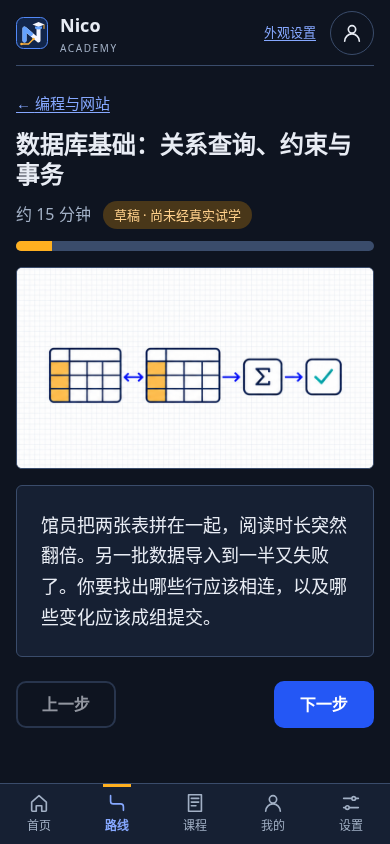 Nico
ACADEMY
外观设置
← 编程与网站
数据库基础：关系查询、约束与
事务
约 15 分钟
草稿 · 尚未经真实试学
Σ
馆员把两张表拼在一起，阅读时长突然
翻倍。另一批数据导入到一半又失败
了。你要找出哪些行应该相连，以及哪
些变化应该成组提交。
上一步
下一步
首页
路线
课程
我的
设置